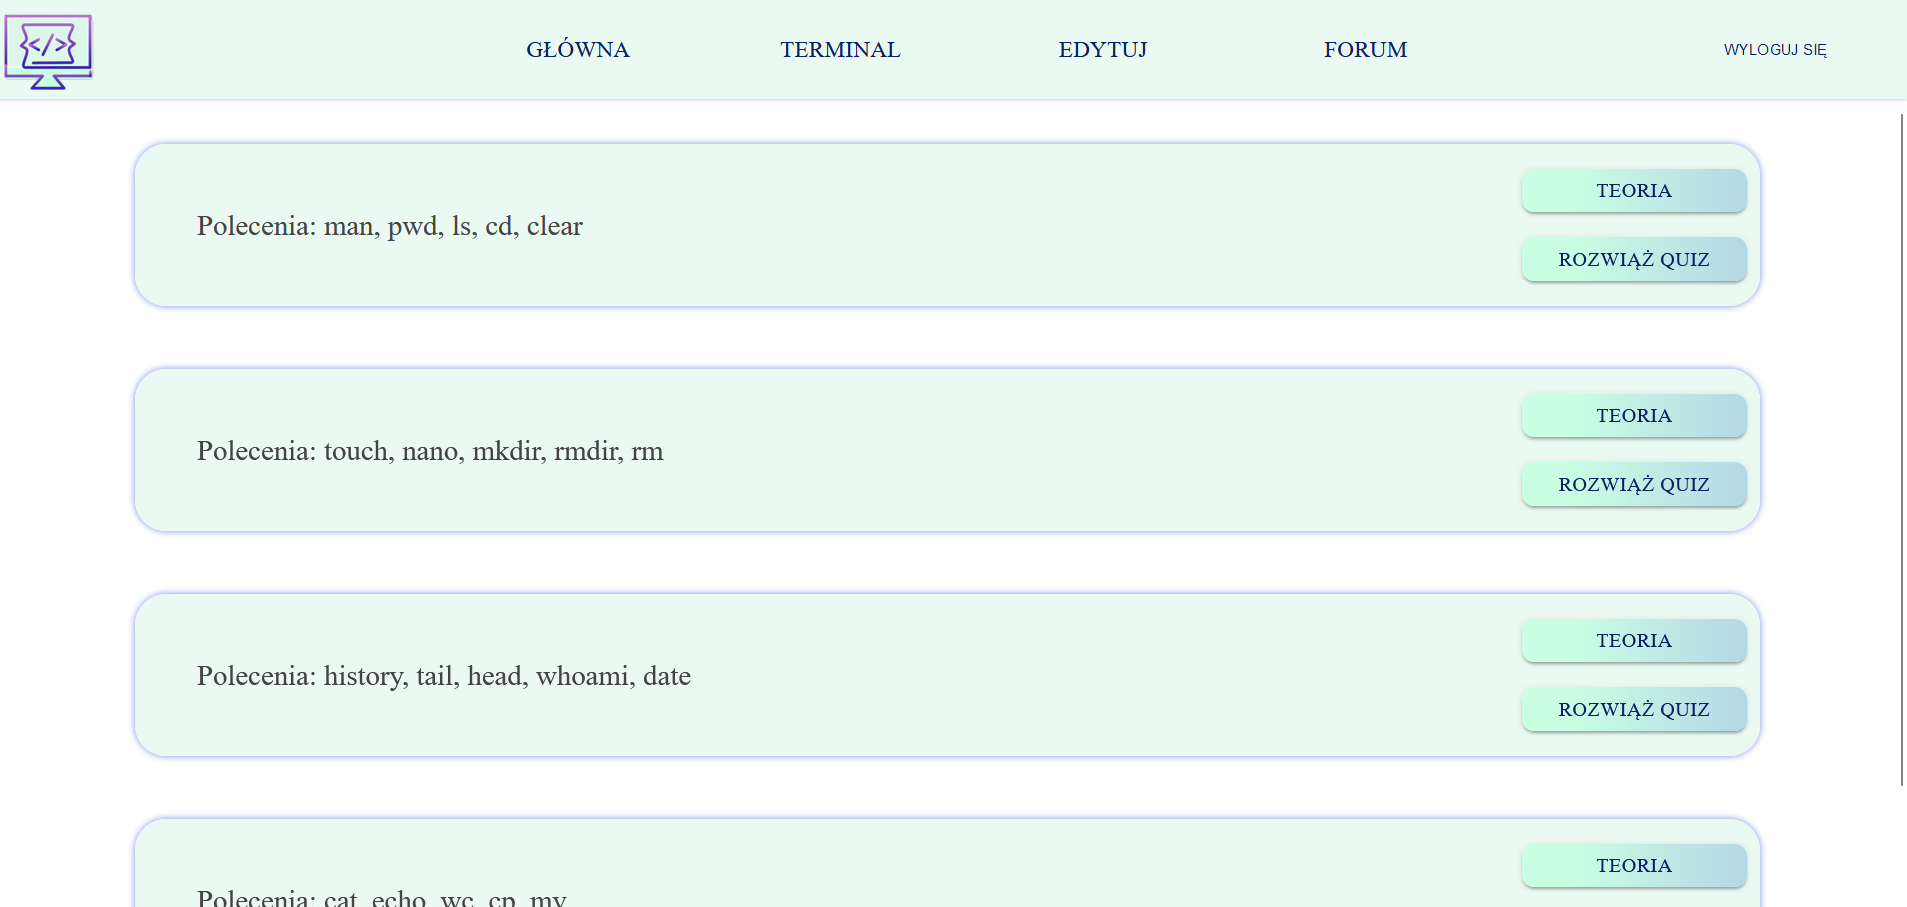 </>
GŁÓWNA TERMINAL EDYTUJ FORUM WYLOGUJ SIĘ
Polecenia: man, pwd, ls, cd, clear
TEORIA
ROZWIĄŻ QUIZ
Polecenia: touch, nano, mkdir, rmdir, rm
TEORIA
ROZWIĄŻ QUIZ
Polecenia: history, tail, head, whoami, date
TEORIA
ROZWIĄŻ QUIZ
Polecenia: cat, echo, wc, cp, mv
TEORIA